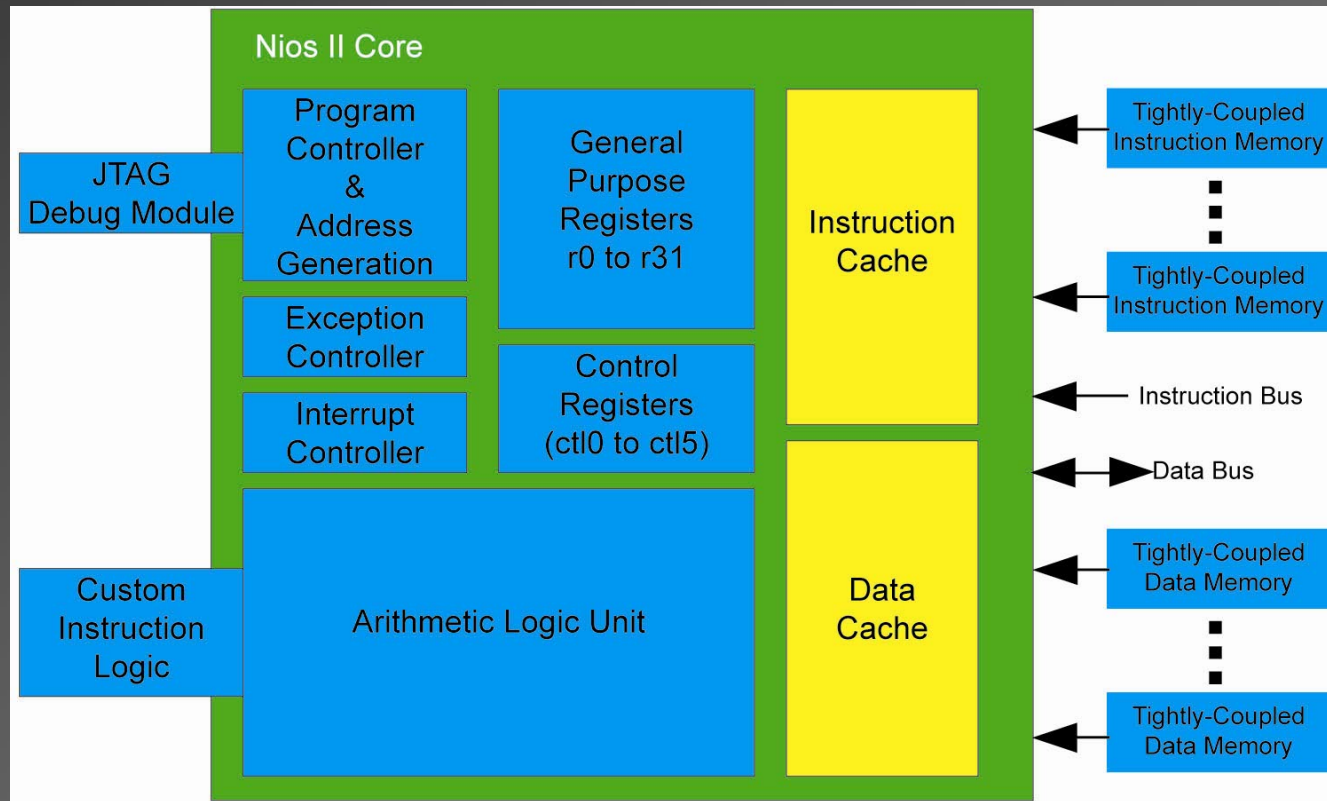 Nios II Core
Program
Controller
&
Address
Generation
JTAG
Debug Module
Exception
Controller
Interrupt
Controller
General
Purpose
Registers
r0 to r31
Control
Registers
(ctl0 to ctl5)
Custom
Instruction
Logic
Arithmetic Logic Unit
Instruction
Cache
Data
Cache
Tightly-Coupled
Instruction Memory
Tightly-Coupled
Instruction Memory
Instruction Bus
Data Bus
Tightly-Coupled
Data Memory
Tightly-Coupled
Data Memory